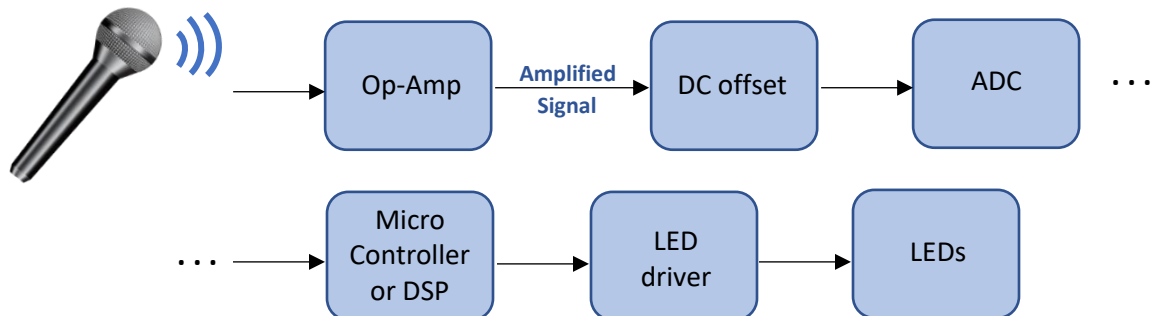 Op-Amp
Amplified
Signal
DC offset
ADC
...
...
Micro
Controller
or DSP
LED
driver
LEDs